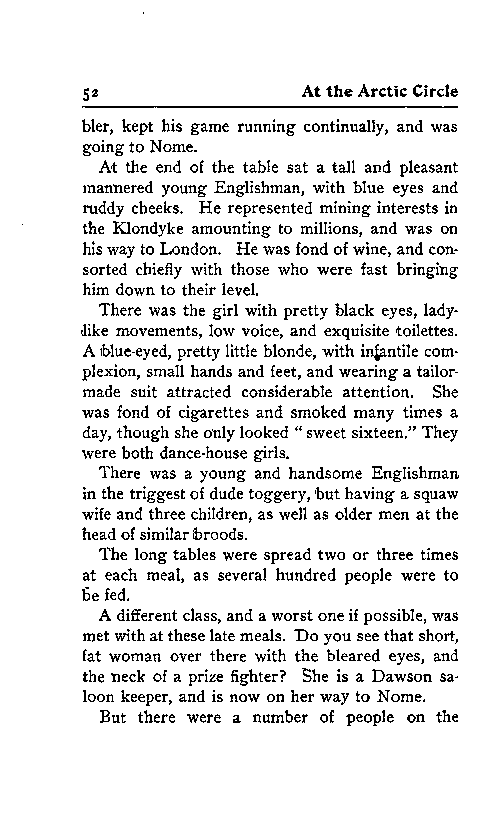 52 At the Arctic Circle
bler, kept his game running continually, and was
going to Nome.
At the end of the table sat a tall and pleasant
mannered young Englishman, with blue eyes and
ruddy cheeks. He represented mining interests in
the Klondyke amounting to millions, and was on
his way to London. He was fond of wine, and con-
sorted chiefly with those who were fast bringing
him down to their level.
There was the girl with pretty black eyes, lady-
like movements, low voice, and exquisite toilettes.
A blue-eyed, pretty little blonde, with infantile com-
plexion, small hands and feet, and wearing a tailor-
made suit attracted considerable attention. She
was fond of cigarettes and smoked many times a
day, though she only looked "sweet sixteen." They
were both dance-house girls.
There was a young and handsome Englishman
in the triggest of dude toggery, but having a squaw
wife and three children, as well as older men at the
head of similar broods.
The long tables were spread two or three times
at each meal, as several hundred people were to
be fed.
A different class, and a worst one if possible, was
met with at these late meals. Do you see that short,
fat woman over there with the bleared eyes, and
the neck of a prize fighter? She is a Dawson sa-
loon keeper, and is now on her way to Nome.
But there were a number of people on the